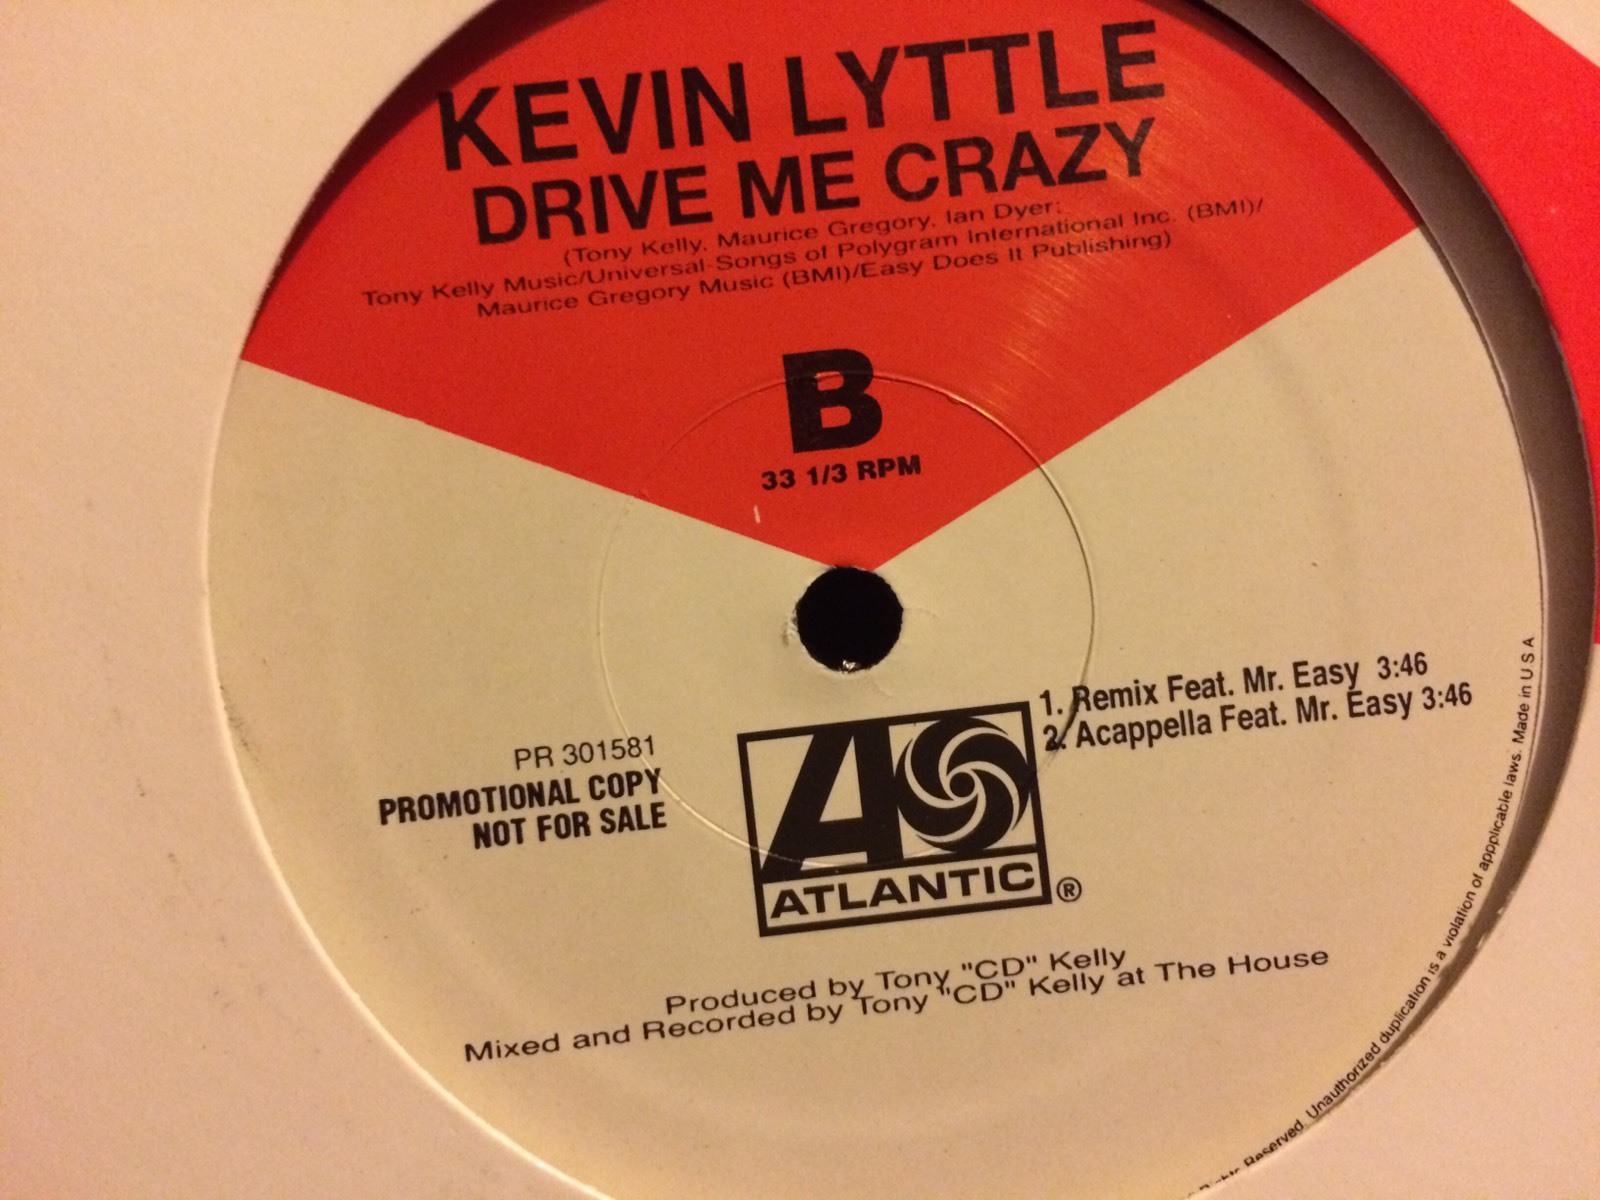 KEVIN LYTTLE
DRIVE ME CRAZY
(Tony Kelly, Maurice Gregory, Ian Dyer;
Tony Kelly Music/Universal-Songs of Polygram International Inc. (BMI)/
Maurice Gregory Music (BMI)/Easy Does It Publishing)
B
33 1/3 RPM
1. Remix Feat. Mr. Easy 3:46
2. Acappella Feat. Mr. Easy 3:46
PR 301581
PROMOTIONAL COPY
NOT FOR SALE
ATLANTIC ®
Produced by Tony "CD" Kelly
Mixed and Recorded by Tony "CD" Kelly at The House
Reserved. Unauthorized duplication is a violation of appplicable laws. Made in U S A